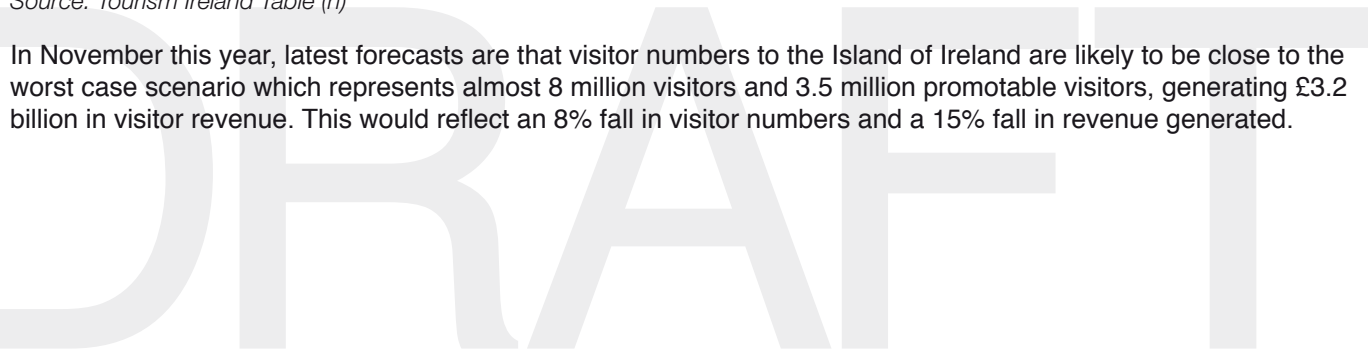 Source: Tourism Ireland Table (h)
In November this year, latest forecasts are that visitor numbers to the Island of Ireland are likely to be close to the
worst case scenario which represents almost 8 million visitors and 3.5 million promotable visitors, generating £3.2
billion in visitor revenue. This would reflect an 8% fall in visitor numbers and a 15% fall in revenue generated.
DRAFT